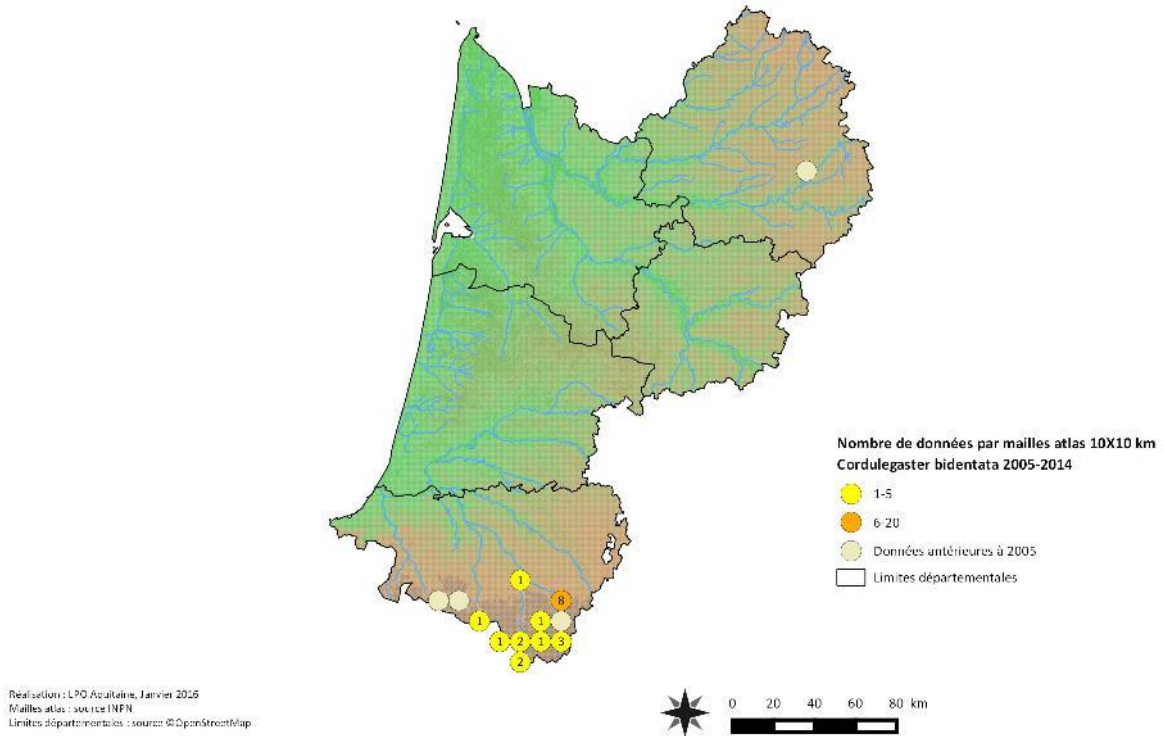 Nombre de données par mailles atlas 10X10 km
Cordulegaster bidentata 2005-2014
1-5
6-20
Données antérieures à 2005
Limites départementales
1
8
1
1
1
2
1
3
2
Réalisation : LPO Aquitaine, Janvier 2016
Mailles atlas : source INPN
Limites départementales : source ©OpenStreetMap
0 20 40 60 80 km